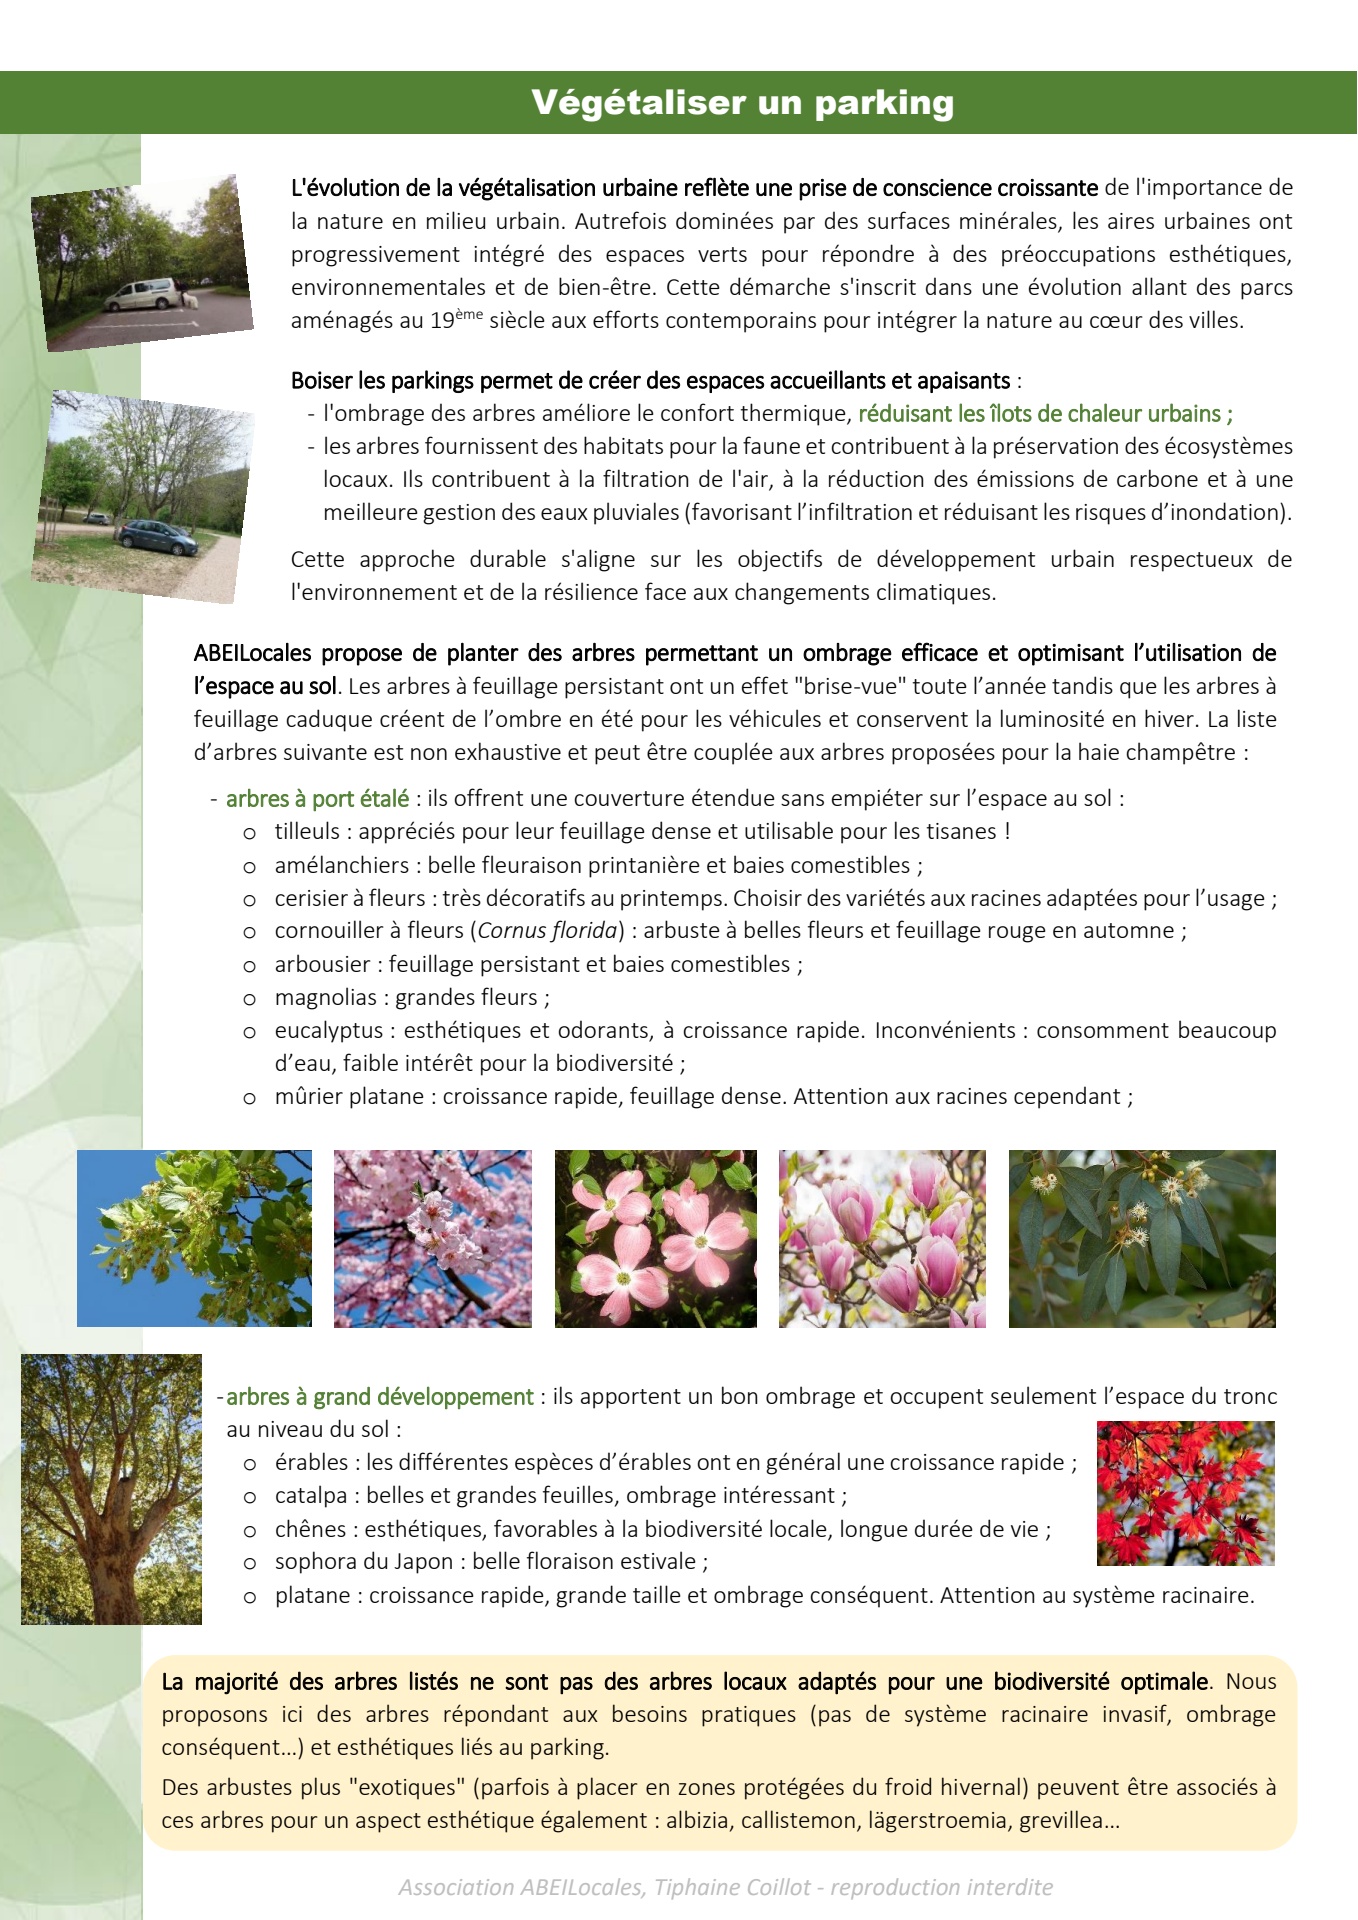 Végétaliser un parking
L'évolution de la végétalisation urbaine reflète une prise de conscience croissante de l'importance de
la nature en milieu urbain. Autrefois dominées par des surfaces minérales, les aires urbaines ont
progressivement intégré des espaces verts pour répondre à des préoccupations esthétiques,
environnementales et de bien-être. Cette démarche s'inscrit dans une évolution allant des parcs
aménagés au 19ème siècle aux efforts contemporains pour intégrer la nature au cœur des villes.
Boiser les parkings permet de créer des espaces accueillants et apaisants :
- l'ombrage des arbres améliore le confort thermique, réduisant les îlots de chaleur urbains ;
- les arbres fournissent des habitats pour la faune et contribuent à la préservation des écosystèmes
locaux. Ils contribuent à la filtration de l'air, à la réduction des émissions de carbone et à une
meilleure gestion des eaux pluviales (favorisant l’infiltration et réduisant les risques d’inondation).
Cette approche durable s'aligne sur les objectifs de développement urbain respectueux de
l'environnement et de la résilience face aux changements climatiques.
ABEILocales propose de planter des arbres permettant un ombrage efficace et optimisant l’utilisation de
l’espace au sol. Les arbres à feuillage persistant ont un effet "brise-vue" toute l’année tandis que les arbres à
feuillage caduque créent de l’ombre en été pour les véhicules et conservent la luminosité en hiver. La liste
d’arbres suivante est non exhaustive et peut être couplée aux arbres proposées pour la haie champêtre :
- arbres à port étalé : ils offrent une couverture étendue sans empiéter sur l’espace au sol :
o tilleuls : appréciés pour leur feuillage dense et utilisable pour les tisanes !
o amélanchiers : belle fleuraison printanière et baies comestibles ;
o cerisier à fleurs : très décoratifs au printemps. Choisir des variétés aux racines adaptées pour l’usage ;
o cornouiller à fleurs (Cornus florida) : arbuste à belles fleurs et feuillage rouge en automne ;
o arbousier : feuillage persistant et baies comestibles ;
o magnolias : grandes fleurs ;
o eucalyptus : esthétiques et odorants, à croissance rapide. Inconvénients : consomment beaucoup
d’eau, faible intérêt pour la biodiversité ;
o mûrier platane : croissance rapide, feuillage dense. Attention aux racines cependant ;
- arbres à grand développement : ils apportent un bon ombrage et occupent seulement l’espace du tronc
au niveau du sol :
o érables : les différentes espèces d’érables ont en général une croissance rapide ;
o catalpa : belles et grandes feuilles, ombrage intéressant ;
o chênes : esthétiques, favorables à la biodiversité locale, longue durée de vie ;
o sophora du Japon : belle floraison estivale ;
o platane : croissance rapide, grande taille et ombrage conséquent. Attention au système racinaire.
La majorité des arbres listés ne sont pas des arbres locaux adaptés pour une biodiversité optimale. Nous
proposons ici des arbres répondant aux besoins pratiques (pas de système racinaire invasif, ombrage
conséquent…) et esthétiques liés au parking.
Des arbustes plus "exotiques" (parfois à placer en zones protégées du froid hivernal) peuvent être associés à
ces arbres pour un aspect esthétique également : albizia, callistemon, lägerstroemia, grevillea…
Association ABEILocales, Tiphaine Coillot - reproduction interdite